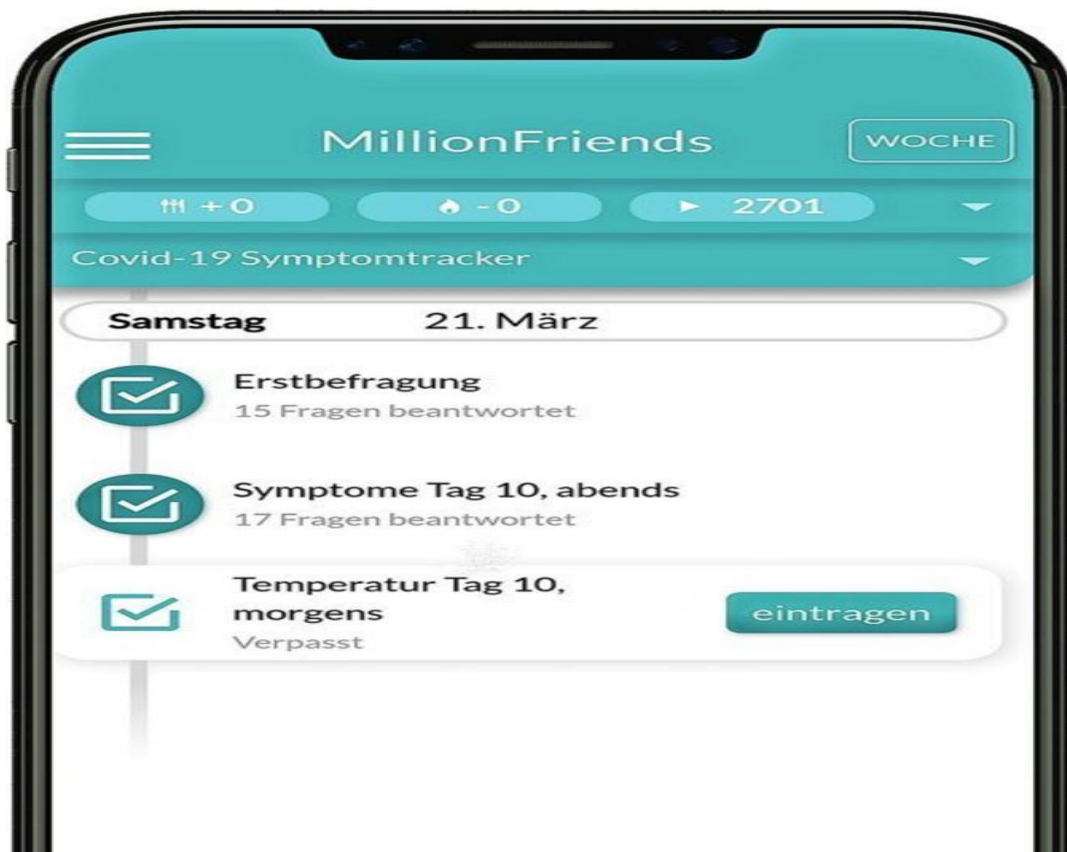 MillionFriends
WOCHE
+0
-0
2701
Covid-19 Symptomtracker
Samstag 21. März
Erstbefragung
15 Fragen beantwortet
Symptome Tag 10, abends
17 Fragen beantwortet
Temperatur Tag 10,
morgens
Verpasst
eintragen